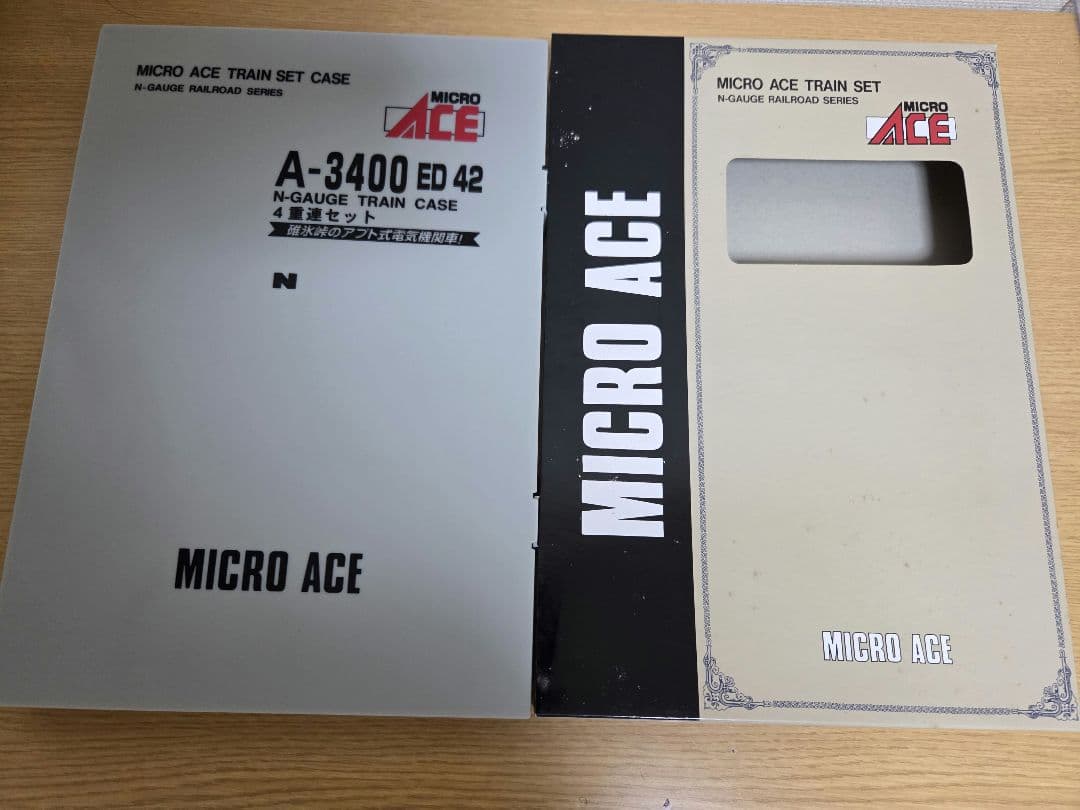 MICRO ACE TRAIN SET CASE
N-GAUGE RAILROAD SERIES
MICRO
ACE
A-3400 ED 42
N-GAUGE TRAIN CASE
4重連セット
碓氷峠のアプト式電気機関車!
N
MICRO ACE
MICRO ACE
MICRO ACE TRAIN SET
N-GAUGE RAILROAD SERIES
MICRO
ACE
MICRO ACE